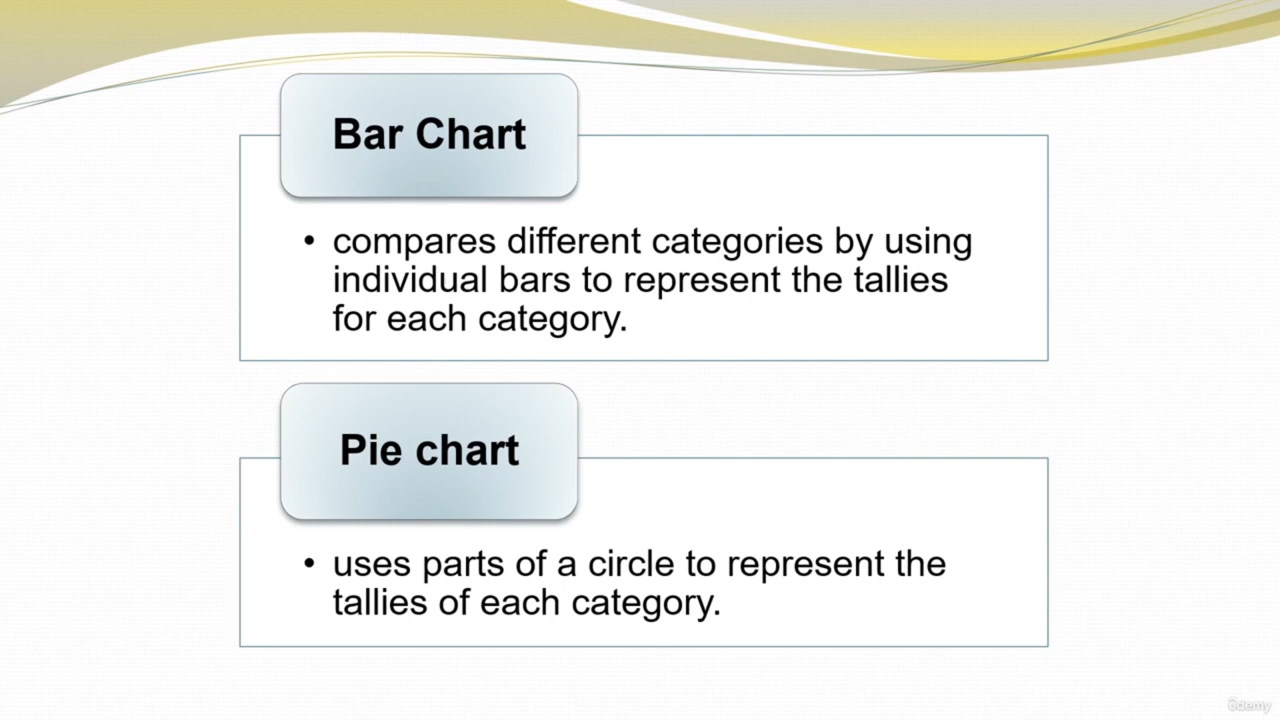 Bar Chart
• compares different categories by using
individual bars to represent the tallies
for each category.
Pie chart
• uses parts of a circle to represent the
tallies of each category.
ûdemy